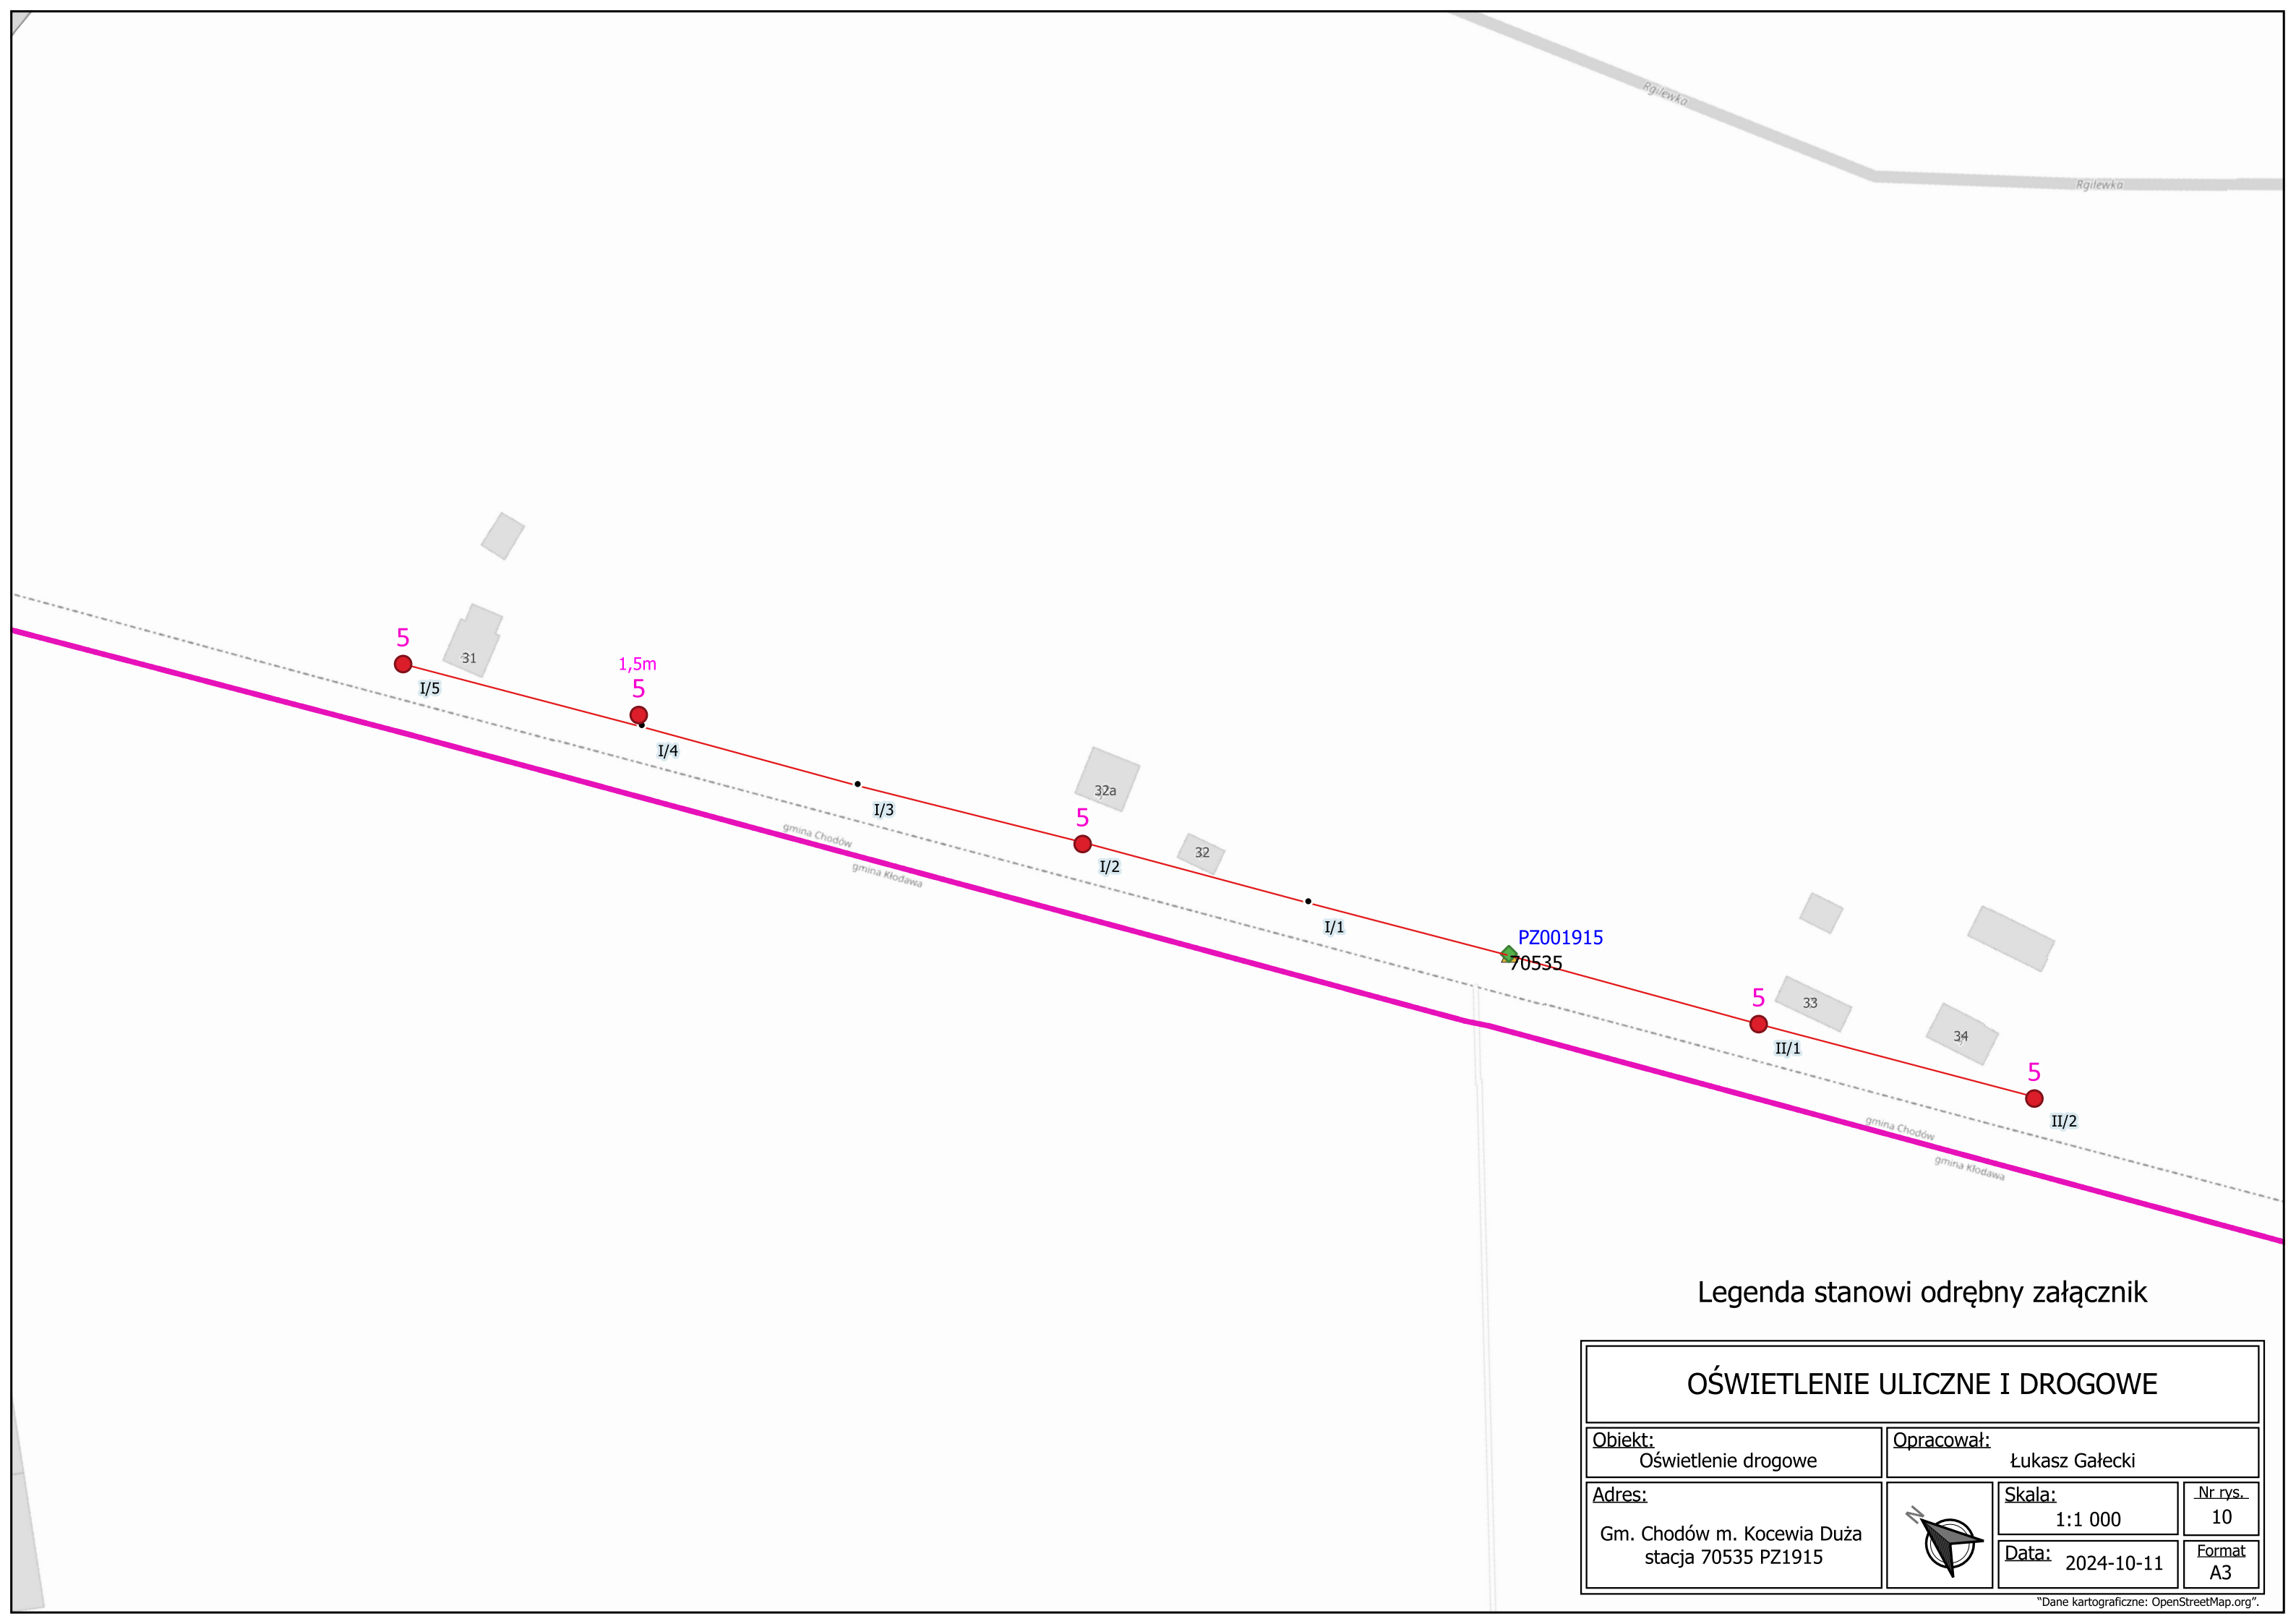 Rgilewka
Rgilewka
5
31
I/5
1,5m
5
I/4
I/3
32a
5
I/2
32
I/1
gmina Chodów
gmina Kłodawa
PZ001915
70535
5
33
II/1
34
5
II/2
gmina Chodów
gmina Kłodawa
Legenda stanowi odrębny załącznik
OŚWIETLENIE ULICZNE I DROGOWE
Obiekt:
Oświetlenie drogowe
Opracował:
Łukasz Gałecki
Adres:
Gm. Chodów m. Kocewia Duża
stacja 70535 PZ1915
N
Skala:
1:1 000
Nr rys.
10
Data: 2024-10-11
Format
A3
"Dane kartograficzne: OpenStreetMap.org".